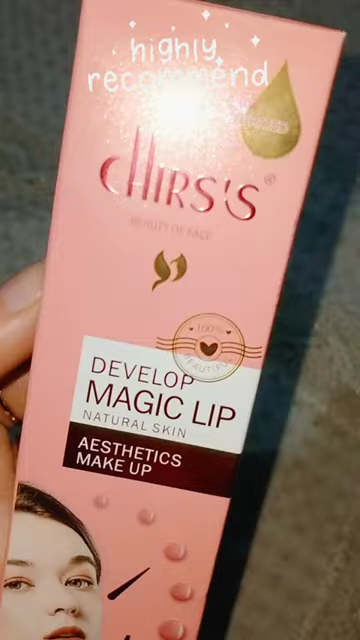 highly
recommend
CHIRS'S®
BEAUTY OF FACE
100%
BEAUTIFUL
DEVELOP
MAGIC LIP
NATURAL SKIN
AESTHETICS
MAKE UP